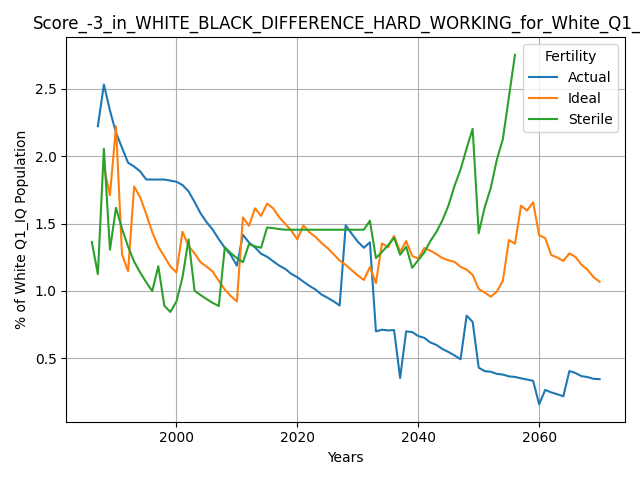 Score_-3_in_WHITE_BLACK_DIFFERENCE_HARD_WORKING_for_White_Q1_
Fertility
Actual
Ideal
Sterile
% of White Q1_IQ Population
2.5
2.0
1.5
1.0
0.5
2000
2020
2040
2060
Years